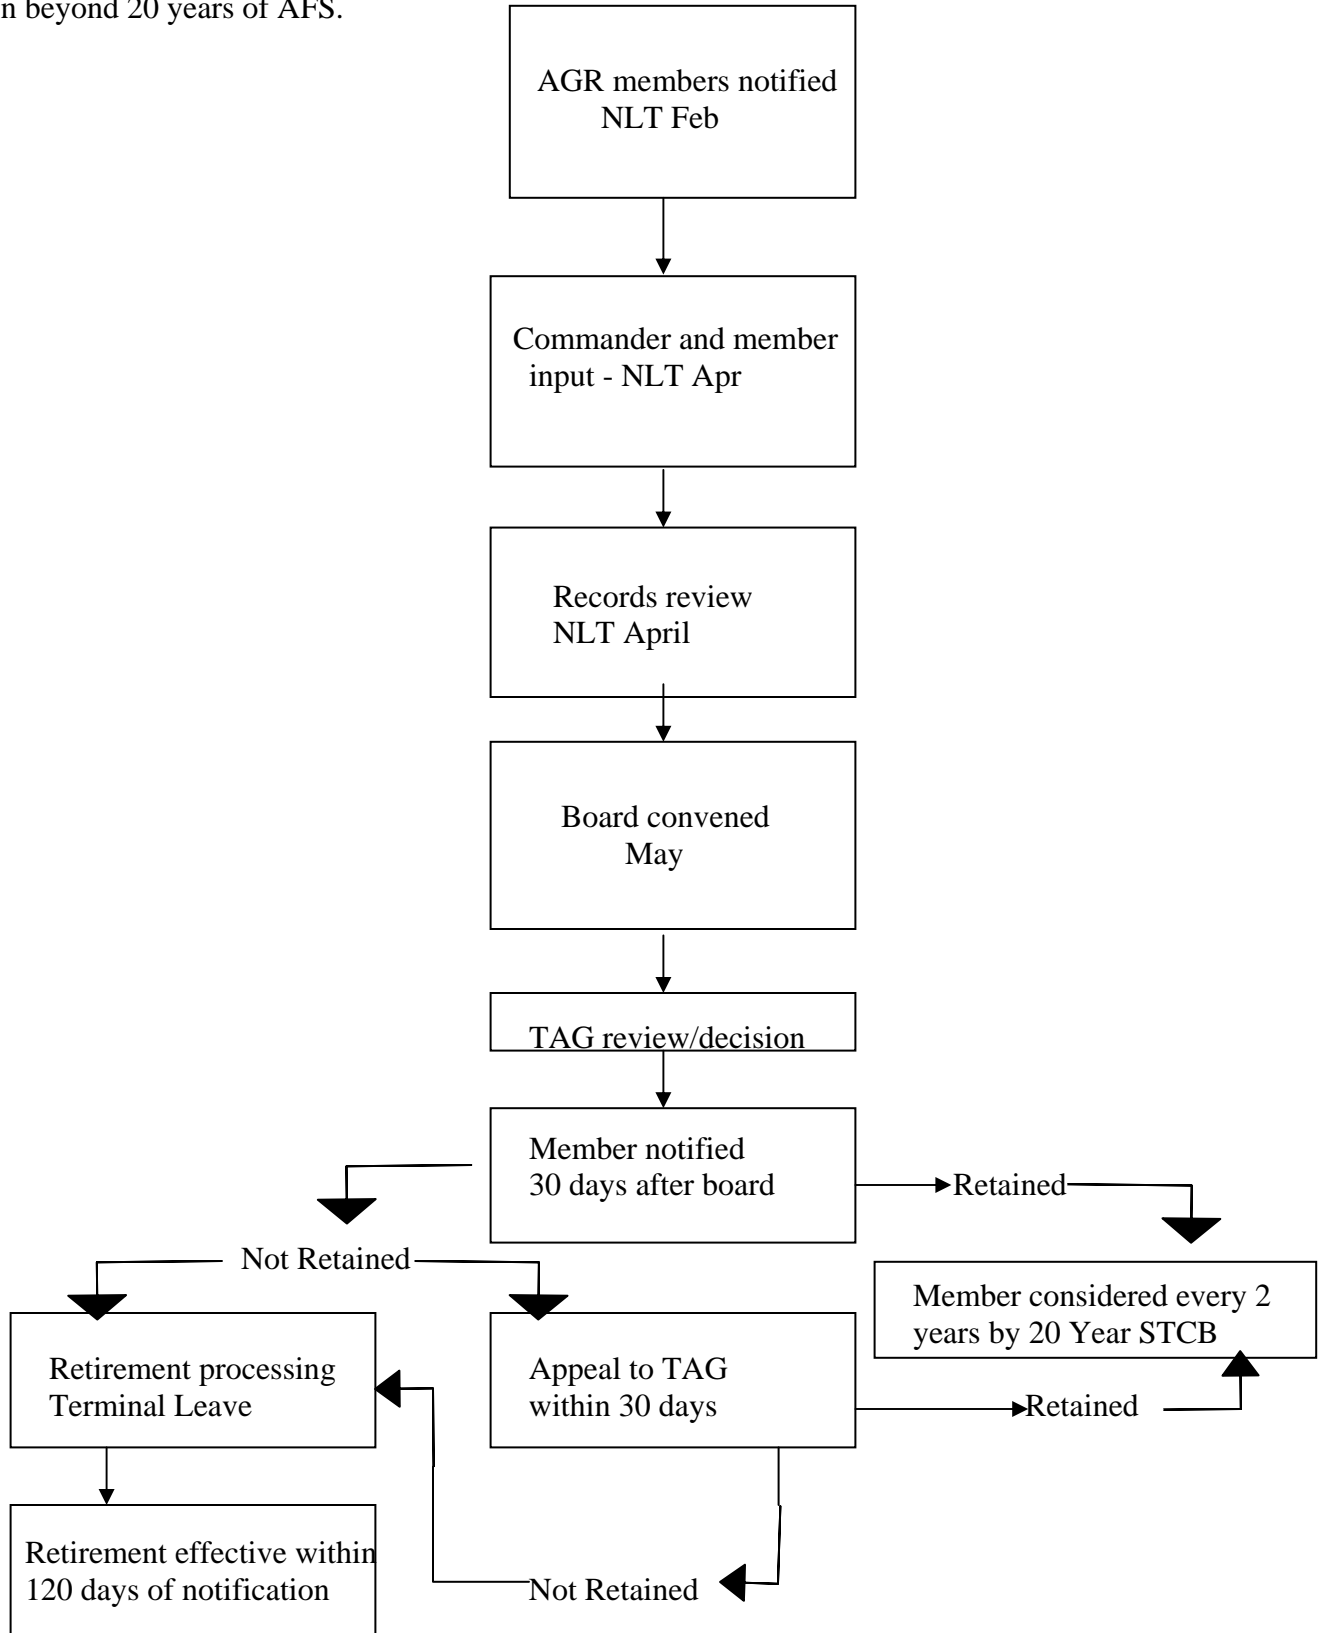 n beyond 20 years of AFS.
AGR members notified
NLT Feb
Commander and member
input - NLT Apr
Records review
NLT April
Board convened
May
TAG review/decision
Member notified
30 days after board
Retained
Not Retained
Member considered every 2
years by 20 Year STCB
Retirement processing
Terminal Leave
Appeal to TAG
within 30 days
Retained
Retirement effective within
120 days of notification
Not Retained